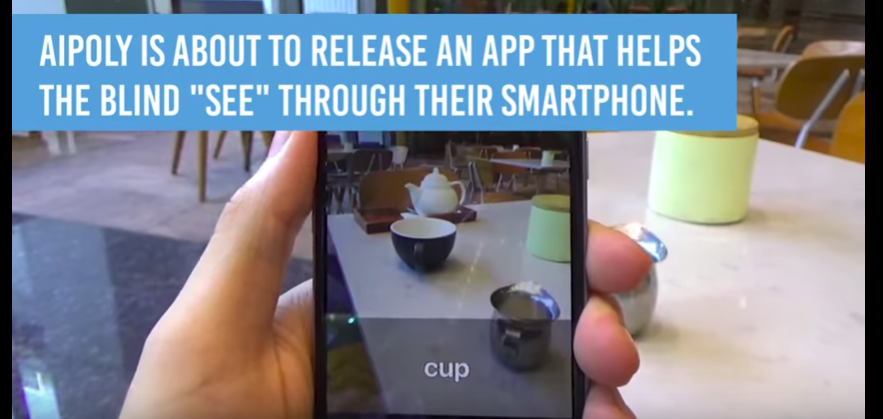 AIPOLY IS ABOUT TO RELEASE AN APP THAT HELPS
THE BLIND "SEE" THROUGH THEIR SMARTPHONE.
cup